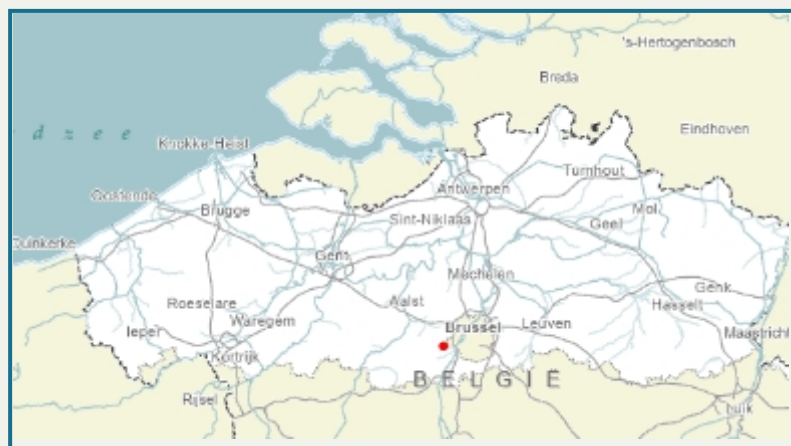 's-Hertogenbosch
Breda
d z e e
Eindhoven
Knokke-Heist
Turnhout
Oostende
Antwerpen
Mol
Brugge
Sint-Niklaas
Geel
Duinkerke
Gent
Mechelen
Genk
Roeselare
Aalst
Hasselt
Waregem
Brussel
Leuven
Ieper
Maastricht
Kortrijk
BELGIË
Rijsel
Luik